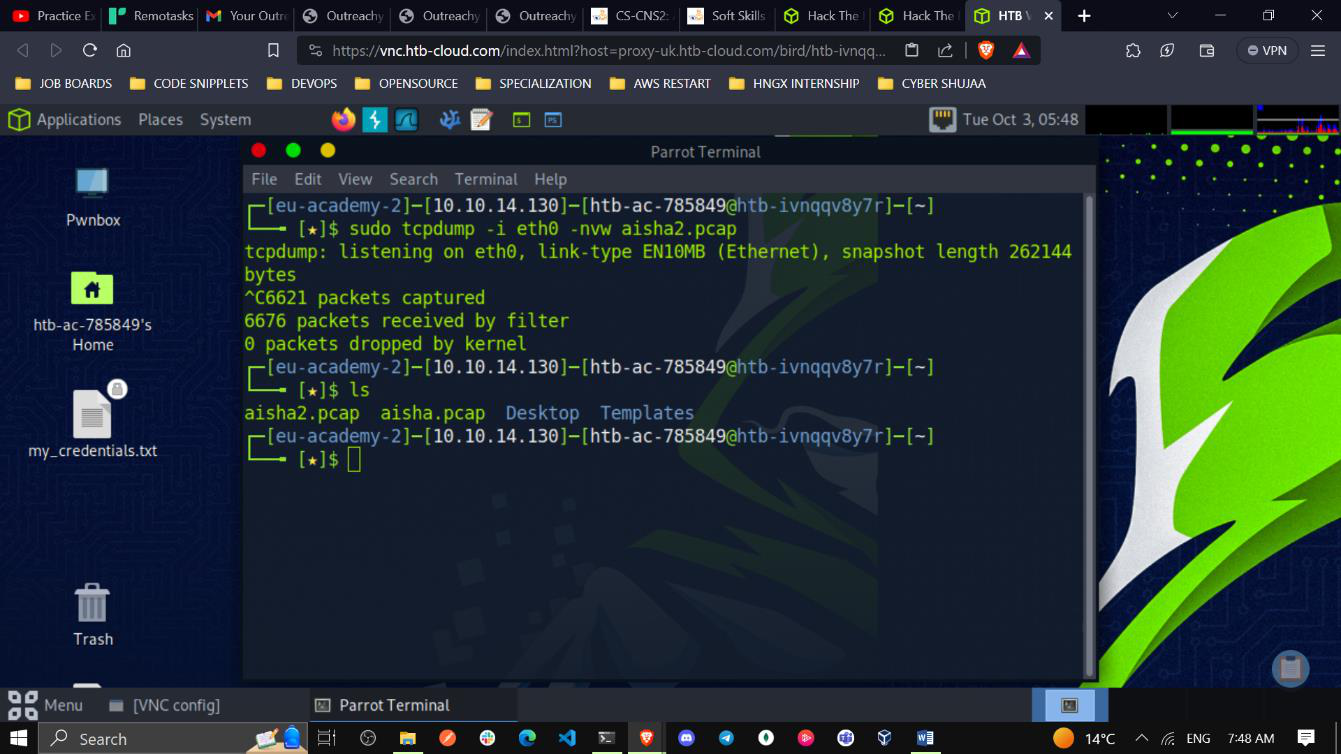 Practice Ex
Remotasks
Your Outre
Outreachy
Outreachy
Outreachy
CS-CNS2:
Soft Skills
Hack The
Hack The
HTB
https://vnc.htb-cloud.com/index.html?host=proxy-uk.htb-cloud.com/bird/htb-ivnqq...
VPN
JOB BOARDS
CODE SNIPPLETS
DEVOPS
OPENSOURCE
SPECIALIZATION
AWS RESTART
HNGX INTERNSHIP
CYBER SHUJAA
Applications Places System
Tue Oct 3, 05:48
Parrot Terminal
File Edit View Search Terminal Help
┌─[eu-academy-2]─[10.10.14.130]─[htb-ac-785849@htb-ivnqqv8y7r]─[~]
└──╼ [★]$ sudo tcpdump -i eth0 -nvw aisha2.pcap
tcpdump: listening on eth0, link-type EN10MB (Ethernet), snapshot length 262144
bytes
^C6621 packets captured
6676 packets received by filter
0 packets dropped by kernel
┌─[eu-academy-2]─[10.10.14.130]─[htb-ac-785849@htb-ivnqqv8y7r]─[~]
└──╼ [★]$ ls
aisha2.pcap aisha.pcap Desktop Templates
┌─[eu-academy-2]─[10.10.14.130]─[htb-ac-785849@htb-ivnqqv8y7r]─[~]
└──╼ [★]$
Pwnbox
htb-ac-785849's
Home
my_credentials.txt
Trash
Menu
[VNC config]
Parrot Terminal
Search
14°C
ENG
7:48 AM